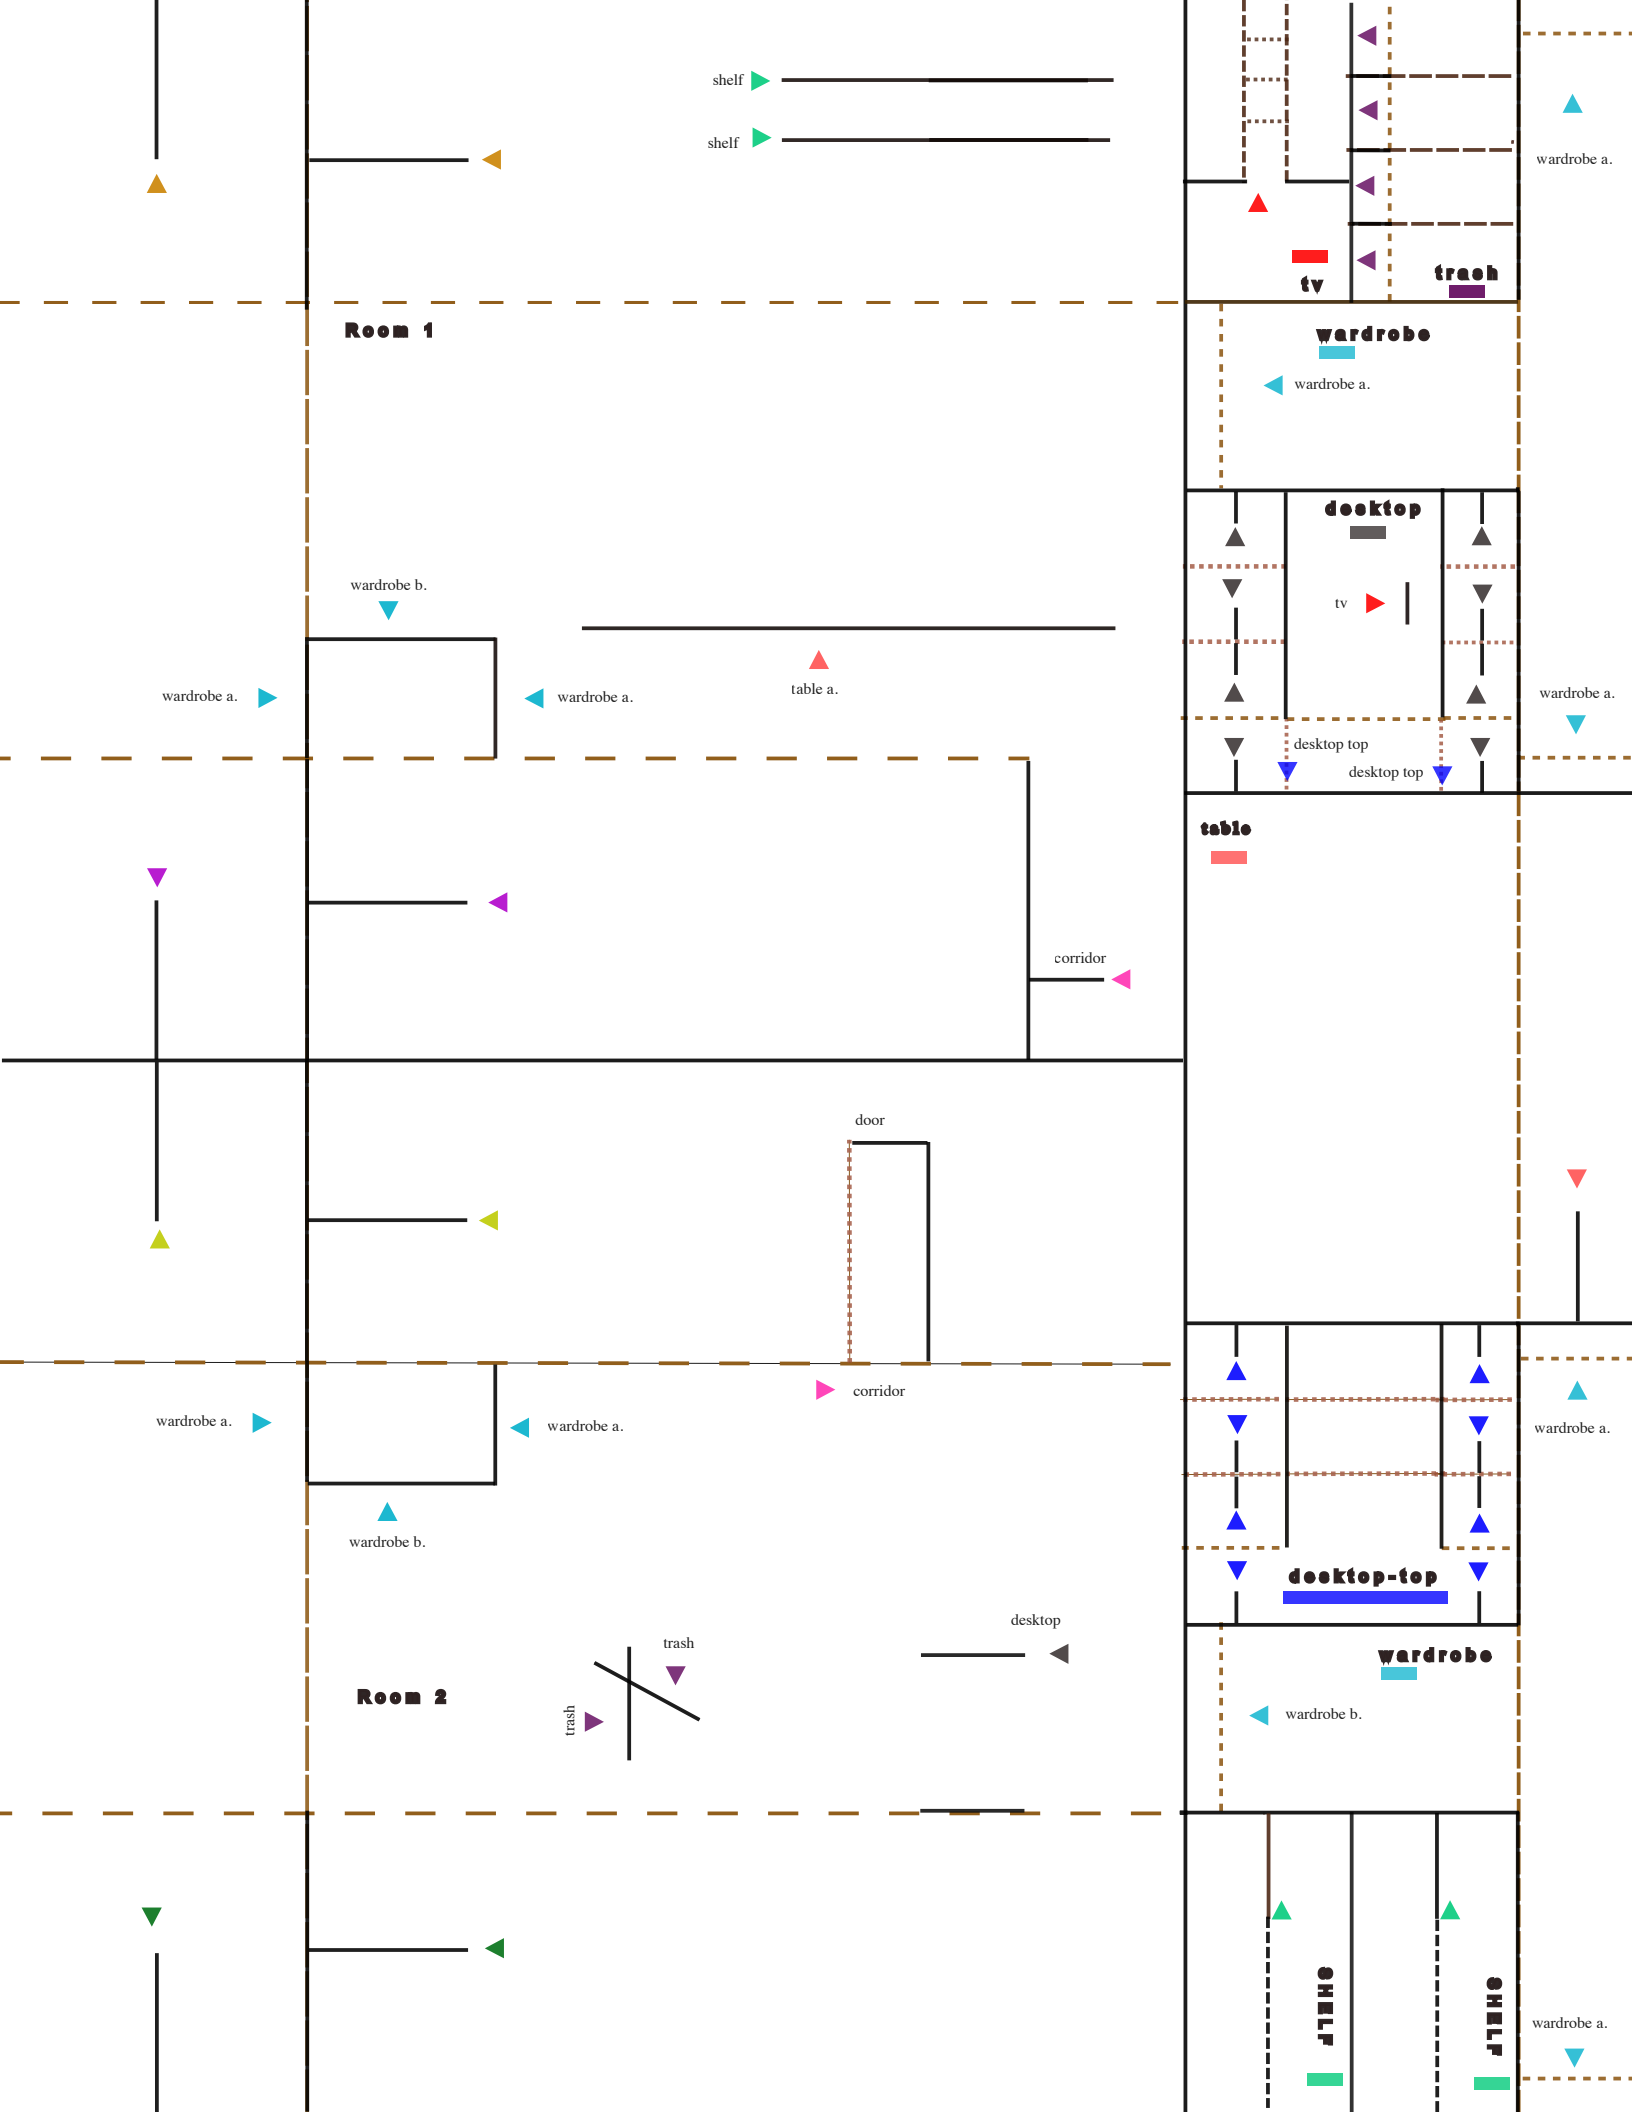 shelf
shelf
wardrobe a.
tv
trash
Room 1
wardrobe
wardrobe a.
desktop
wardrobe b.
tv
table a.
wardrobe a.
wardrobe a.
wardrobe a.
desktop top
desktop top
table
corridor
door
corridor
wardrobe a.
wardrobe a.
wardrobe a.
wardrobe b.
desktop-top
desktop
trash
wardrobe
Room 2
trash
wardrobe b.
SHELF
SHELF
wardrobe a.